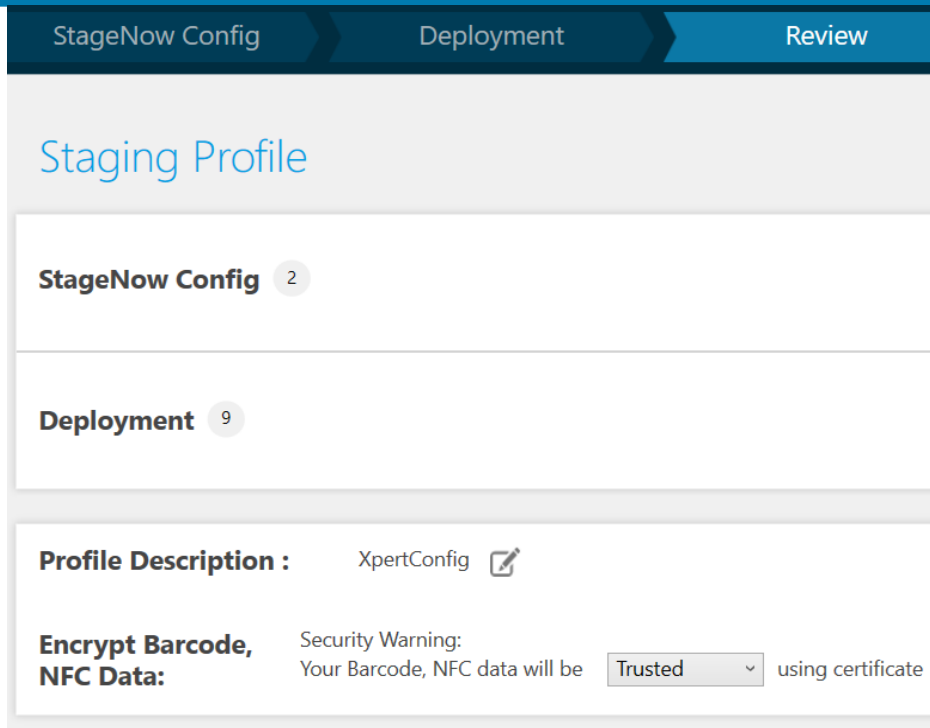 StageNow Config
Deployment
Review
Staging Profile
StageNow Config 2
Deployment 9
Profile Description : XpertConfig
Encrypt Barcode,
NFC Data:
Security Warning:
Your Barcode, NFC data will be Trusted using certificate